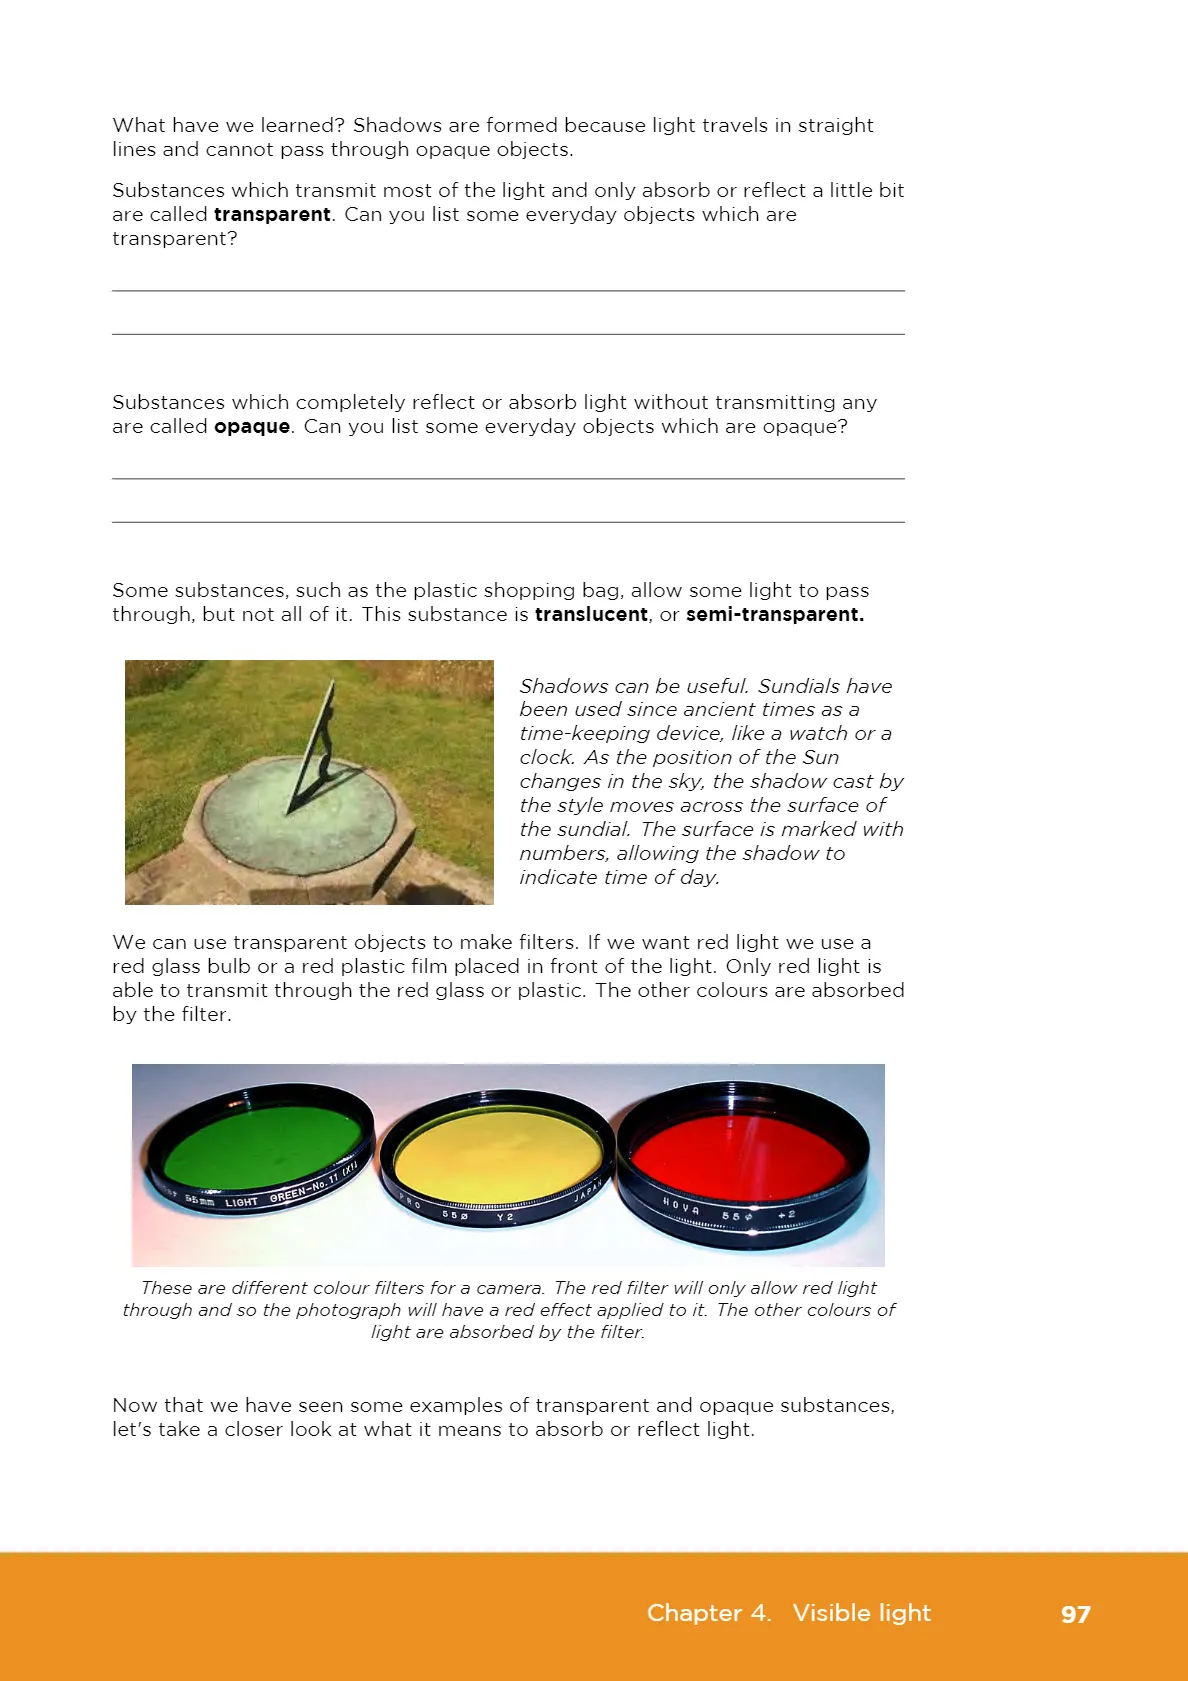 What have we learned? Shadows are formed because light travels in straight
lines and cannot pass through opaque objects.
Substances which transmit most of the light and only absorb or reflect a little bit
are called transparent. Can you list some everyday objects which are
transparent?
Substances which completely reflect or absorb light without transmitting any
are called opaque. Can you list some everyday objects which are opaque?
Some substances, such as the plastic shopping bag, allow some light to pass
through, but not all of it. This substance is translucent, or semi-transparent.
Shadows can be useful. Sundials have
been used since ancient times as a
time-keeping device, like a watch or a
clock. As the position of the Sun
changes in the sky, the shadow cast by
the style moves across the surface of
the sundial. The surface is marked with
numbers, allowing the shadow to
indicate time of day.
We can use transparent objects to make filters. If we want red light we use a
red glass bulb or a red plastic film placed in front of the light. Only red light is
able to transmit through the red glass or plastic. The other colours are absorbed
by the filter.
55mm LIGHT GREEN-No.11 (X1)
PRO 55ø Y2 JAPAN
HOYA 55ø +2
These are different colour filters for a camera. The red filter will only allow red light
through and so the photograph will have a red effect applied to it. The other colours of
light are absorbed by the filter.
Now that we have seen some examples of transparent and opaque substances,
let's take a closer look at what it means to absorb or reflect light.
Chapter 4. Visible light 97